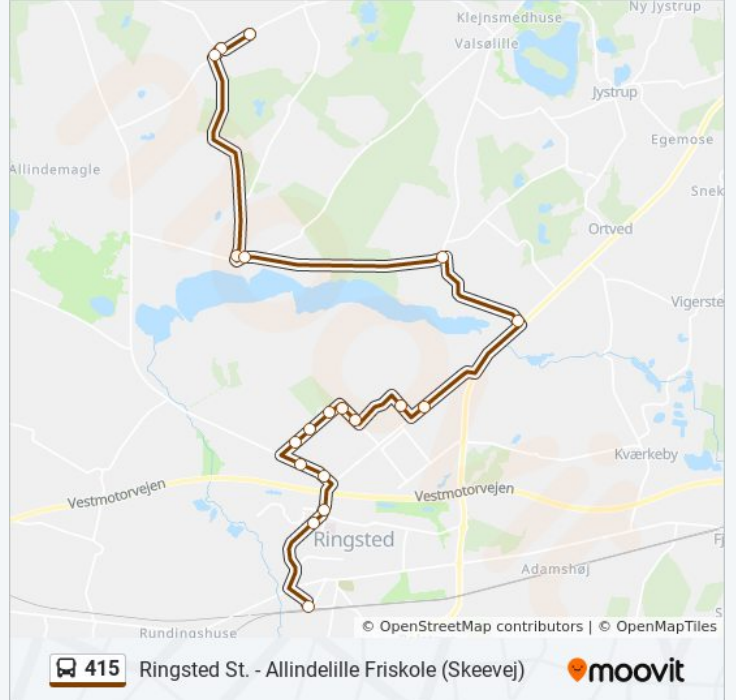 Ny Jystrup
Klejnsmedhuse
Valsølille
Jystrup
Egemose
Allindemagle
Snek
Ortved
Vigerste
Kværkeby
Vestmotorvejen
Vestmotorvejen
Ringsted
Fj
Adamshøj
S
Rundingshuse
© OpenStreetMap contributors | © OpenMapTiles
415 Ringsted St. - Allindelille Friskole (Skeevej) moovit